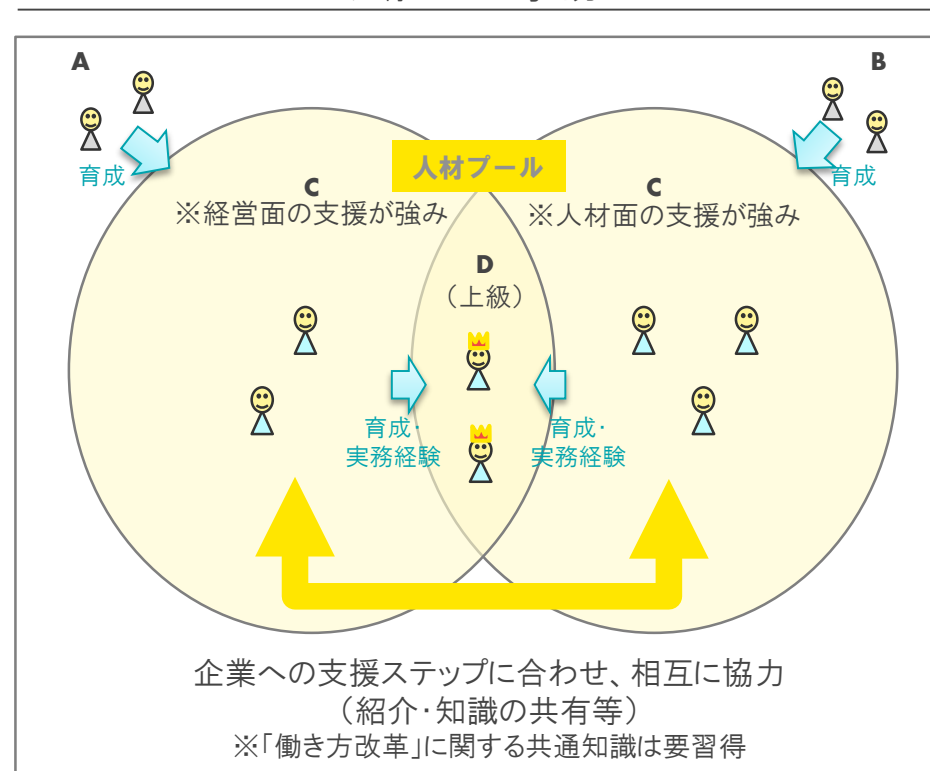 A
B
育成
育成
人材プール
C
※経営面の支援が強み
C
※人材面の支援が強み
D
（上級）
育成・
実務経験
育成・
実務経験
企業への支援ステップに合わせ、相互に協力
（紹介・知識の共有等）
※「働き方改革」に関する共通知識は要習得